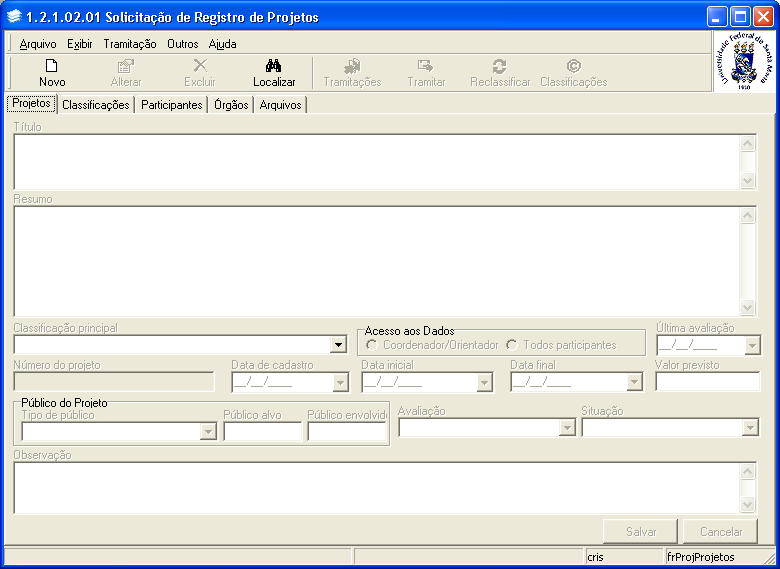 1.2.1.02.01 Solicitação de Registro de Projetos
Arquivo Exibir Tramitação Outros Ajuda
Novo Alterar Excluir Localizar Tramitações Tramitar Reclassificar Classificações
Universidade Federal de Santa Maria
1960
Projetos Classificações Participantes Órgãos Arquivos
Título
Resumo
Classificação principal Acesso aos Dados Última avaliação
Coordenador/Orientador Todos participantes __/__/____
Número do projeto Data de cadastro Data inicial Data final Valor previsto
__/__/____ __/__/____ __/__/____
Público do Projeto
Tipo de público Público alvo Público envolvid Avaliação Situação
Observação
Salvar Cancelar
cris frProjProjetos